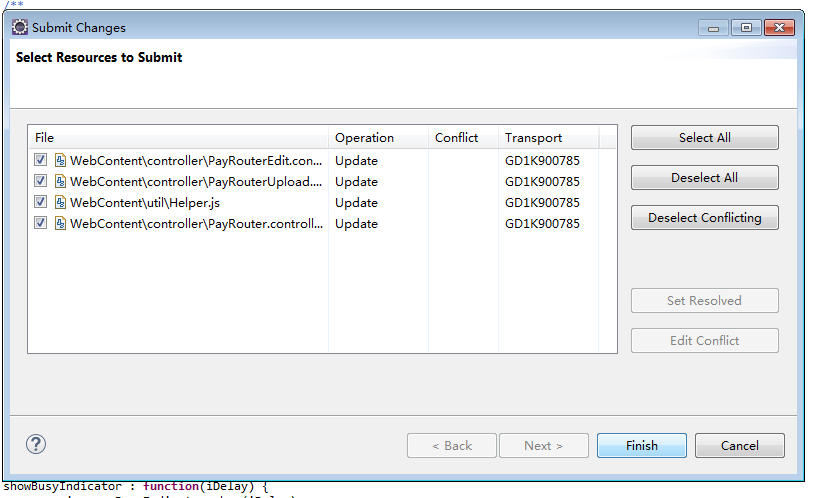 /**
Submit Changes
Select Resources to Submit
File Operation Conflict Transport
WebContent\controller\PayRouterEdit.con... Update GD1K900785
WebContent\controller\PayRouterUpload.... Update GD1K900785
WebContent\util\Helper.js Update GD1K900785
WebContent\controller\PayRouter.controll... Update GD1K900785
Select All
Deselect All
Deselect Conflicting
Set Resolved
Edit Conflict
?
< Back Next > Finish Cancel
showBusyIndicator : function(iDelay) {